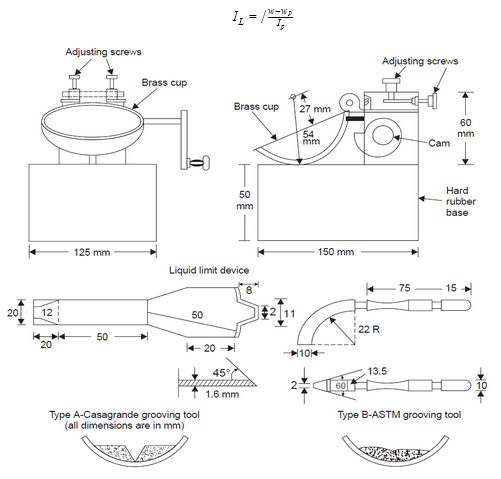 I_L = /\frac{w-w_p}{I_p}
Adjusting screws
Brass cup
125 mm
Adjusting screws
Brass cup
27 mm
54
mm
60
mm
Cam
50
mm
Hard
rubber
base
150 mm
Liquid limit device
20
12
20
50
50
20
8
2
11
45°
1.6 mm
Type A-Casagrande grooving tool
(all dimensions are in mm)
75
15
22 R
10
13.5
2
60
10
Type B-ASTM grooving tool